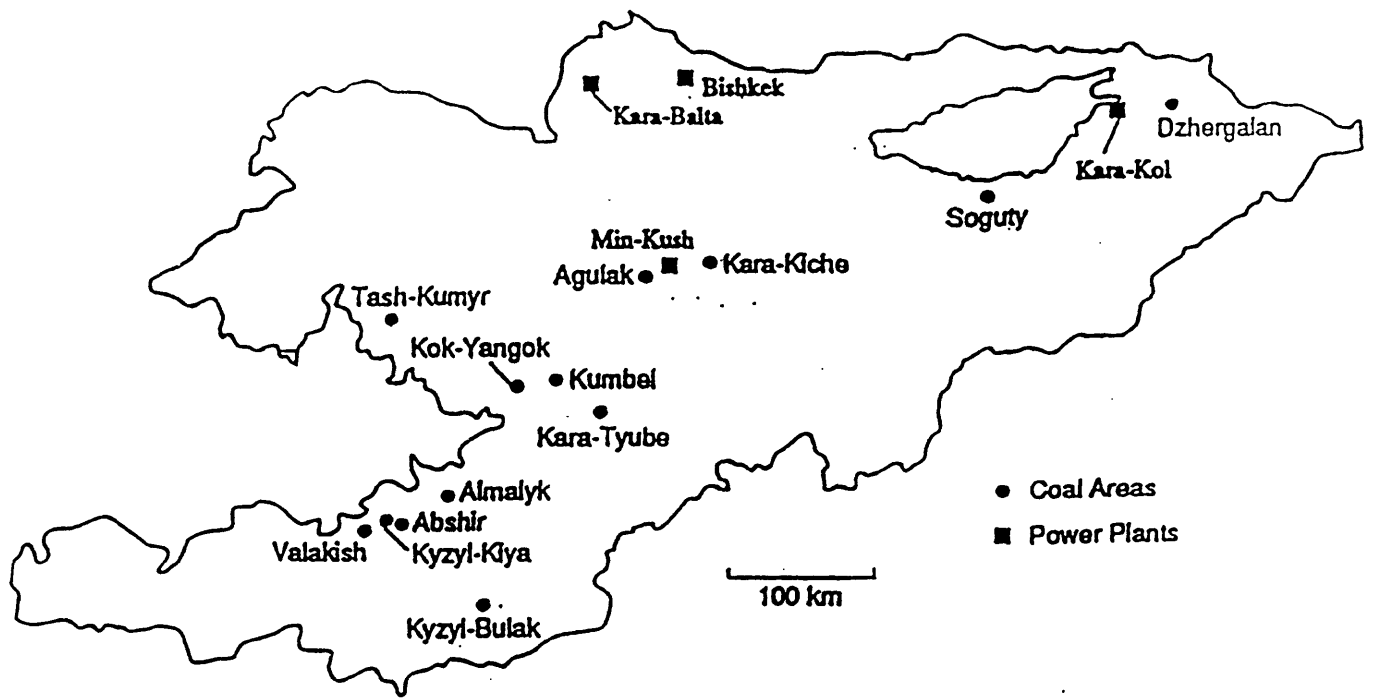 Bishkek
Kara-Balta
Dzhergalan
Kara-Kol
Soguty
Min-Kush
Agulak
Kara-Kiche
Tash-Kumyr
Kok-Yangok
Kumbel
Kara-Tyube
Almalyk
Abshir
Valakish
Kyzyl-Kiya
Kyzyl-Bulak
Coal Areas
Power Plants
100 km